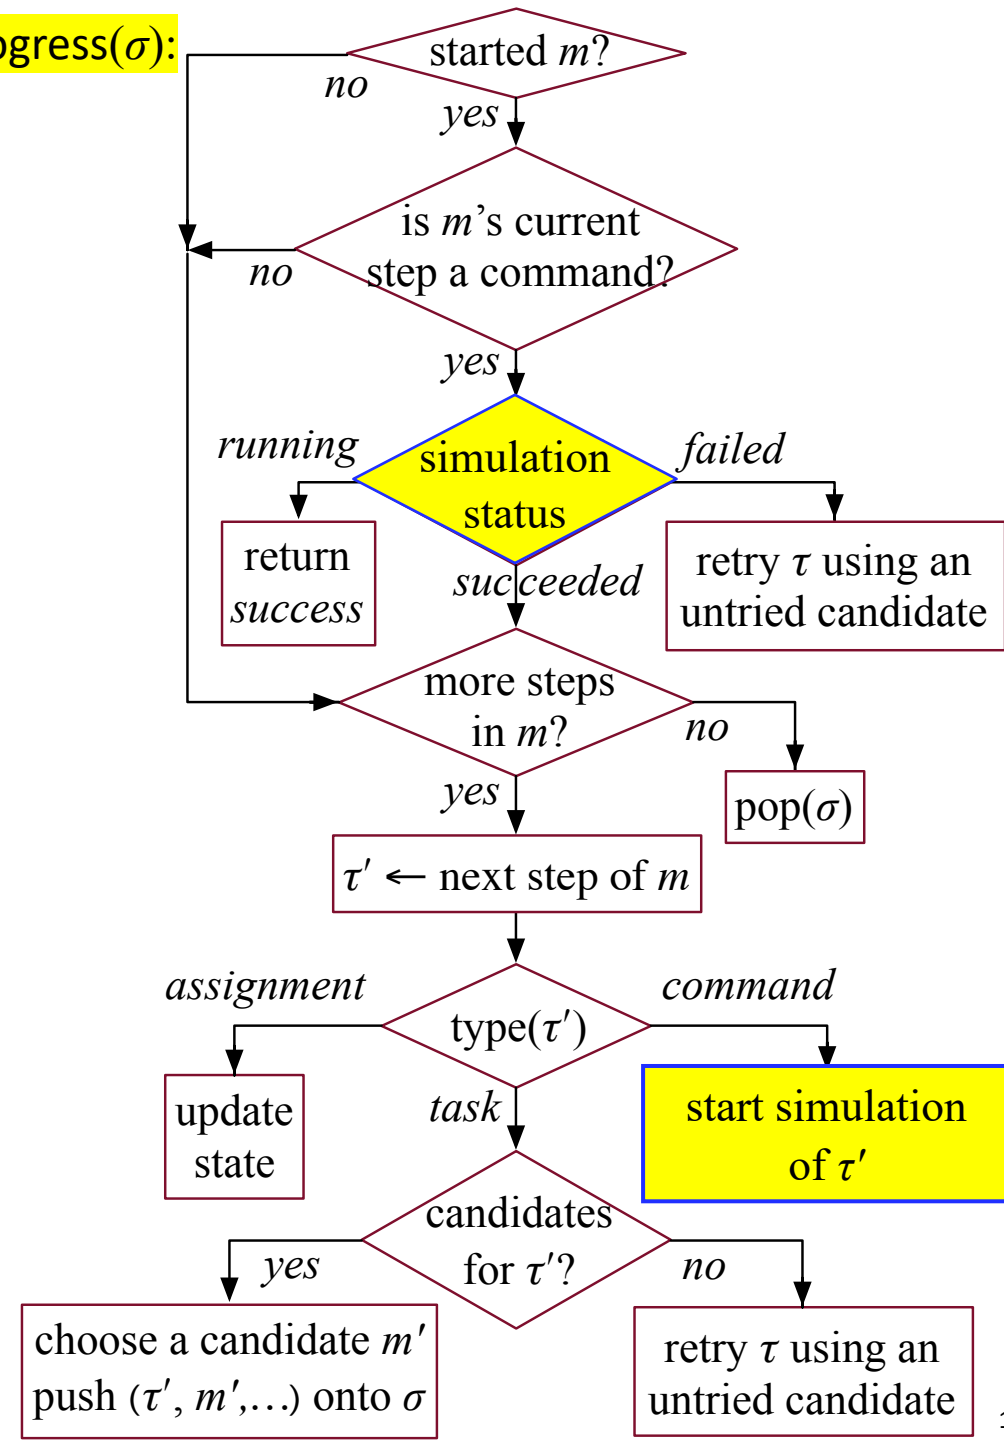 ogress(σ):
started m?
no
yes
is m's current
step a command?
no
yes
running
simulation
status
failed
return
success
succeeded
retry τ using an
untried candidate
more steps
in m?
no
yes
pop(σ)
τ′ ← next step of m
assignment
type(τ′)
command
update
state
task
start simulation
of τ′
candidates
for τ′?
yes
no
choose a candidate m′
push (τ′, m′,…) onto σ
retry τ using an
untried candidate